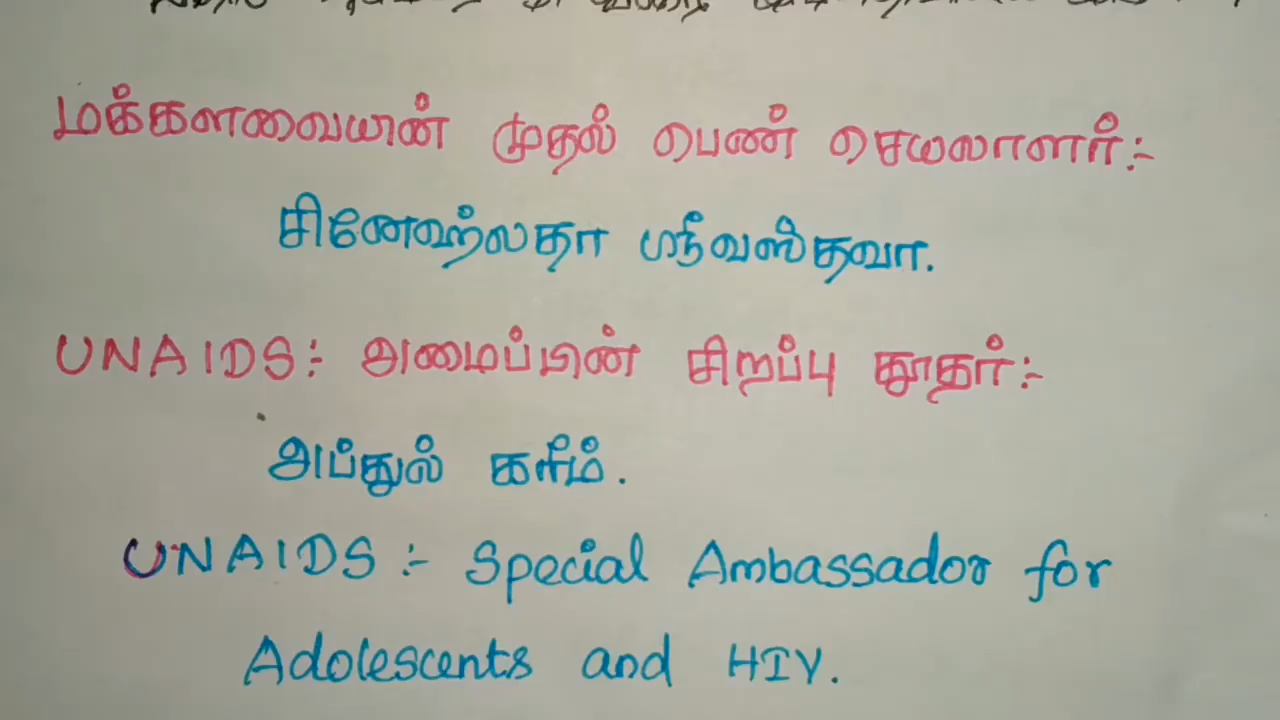 மக்களவையின் முதல் பெண் செயலாளர்:-
சினேஹ்லதா ஸ்ரீவஸ்தவா.
UNAIDS:- அமைப்பின் சிறப்பு தூதர்:-
அப்துல் கரீம்.
UNAIDS :- Special Ambassador for
Adolescents and HIV.